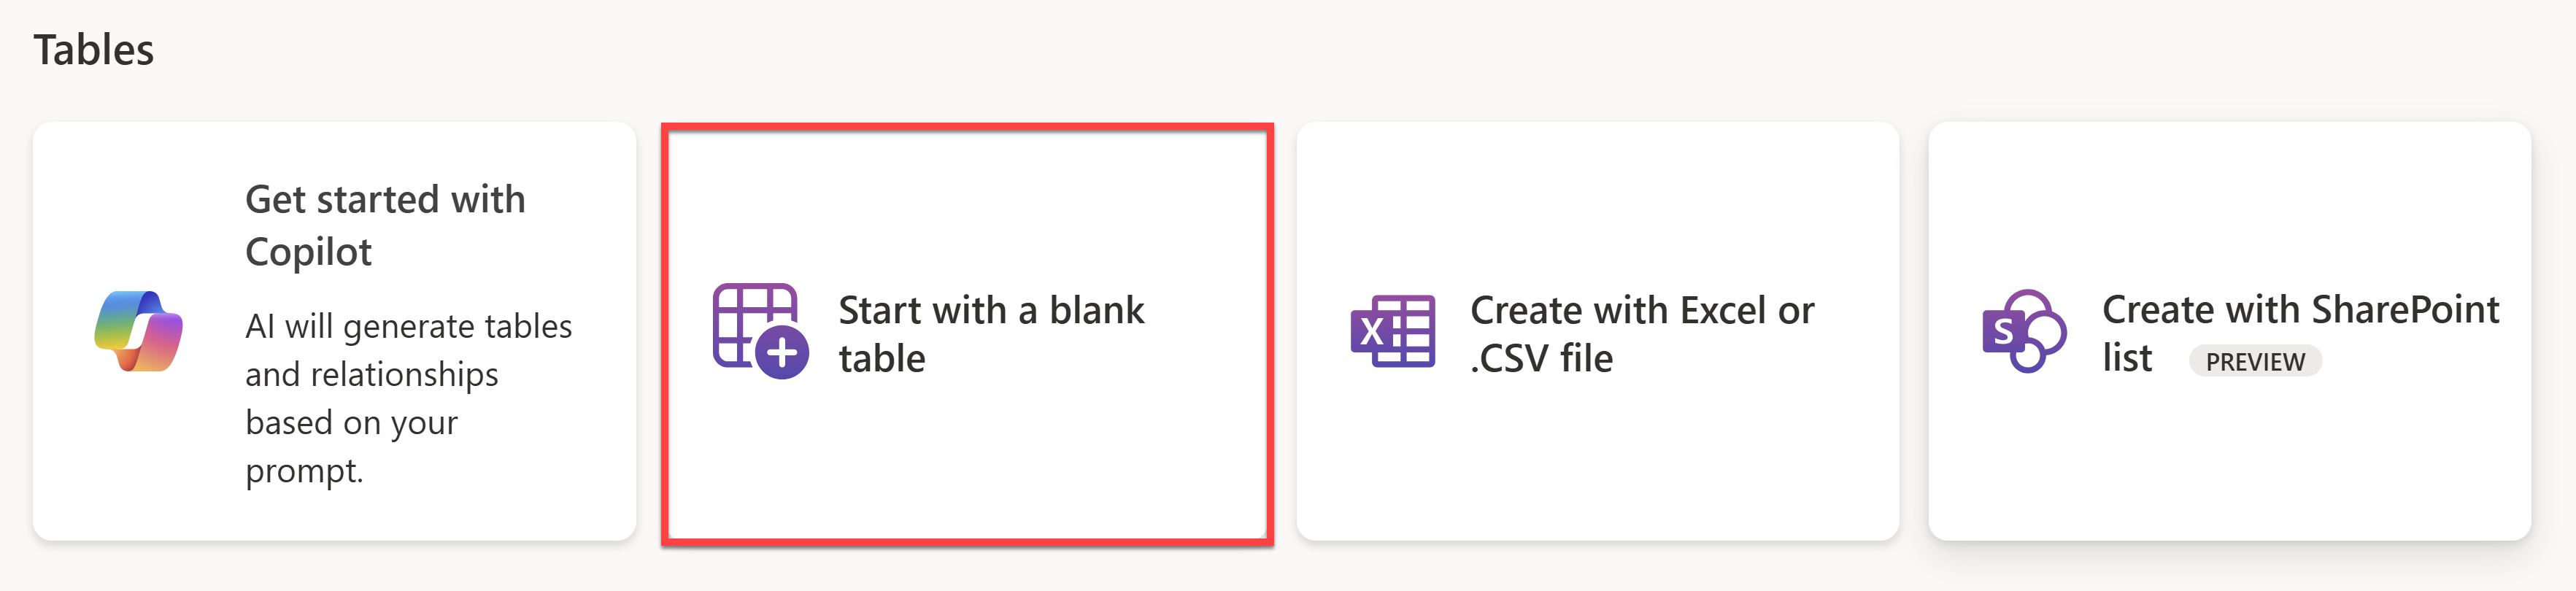 Tables
Get started with
Copilot
AI will generate tables
and relationships
based on your
prompt.
Start with a blank
table
X
Create with Excel or
.CSV file
S
Create with SharePoint
list PREVIEW